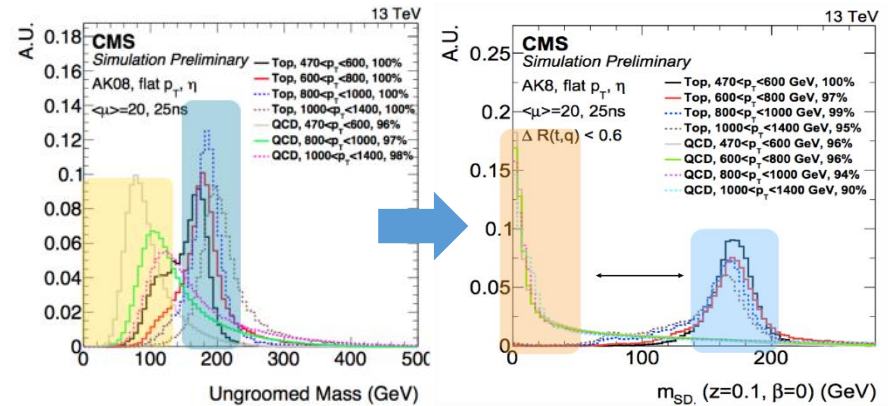 13 TeV
A.U.
0.18
0.16
0.14
0.12
0.1
0.08
0.06
0.04
0.02
0
CMS
Simulation Preliminary
AK08, flat p_T, η
<μ>=20, 25ns
Top, 470<p_T<600, 100%
Top, 600<p_T<800, 100%
Top, 800<p_T<1000, 100%
Top, 1000<p_T<1400, 100%
QCD, 470<p_T<600, 96%
QCD, 800<p_T<1000, 97%
QCD, 1000<p_T<1400, 98%
0 100 200 300 400 500
Ungroomed Mass (GeV)
13 TeV
A.U.
0.25
0.2
0.15
0.1
0.05
0
CMS
Simulation Preliminary
AK8, flat p_T, η
<μ>=20, 25ns
Δ R(t,q) < 0.6
Top, 470<p_T<600 GeV, 100%
Top, 600<p_T<800 GeV, 97%
Top, 800<p_T<1000 GeV, 99%
Top, 1000<p_T<1400 GeV, 95%
QCD, 470<p_T<600 GeV, 96%
QCD, 600<p_T<800 GeV, 96%
QCD, 800<p_T<1000 GeV, 94%
QCD, 1000<p_T<1400 GeV, 90%
0 100 200
m_SD. (z=0.1, β=0) (GeV)